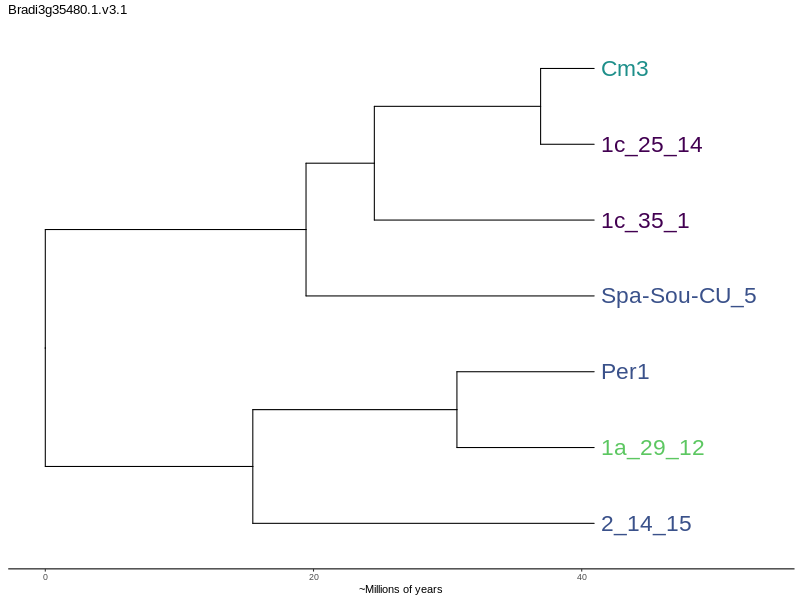 Bradi3g35480.1.v3.1
Cm3
1c_25_14
1c_35_1
Spa-Sou-CU_5
Per1
1a_29_12
2_14_15
0 20 40
~Millions of years